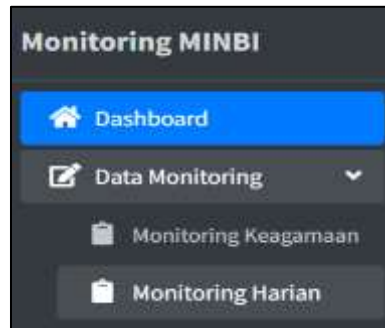 Monitoring MINBI
Dashboard
Data Monitoring
Monitoring Keagamaan
Monitoring Harian